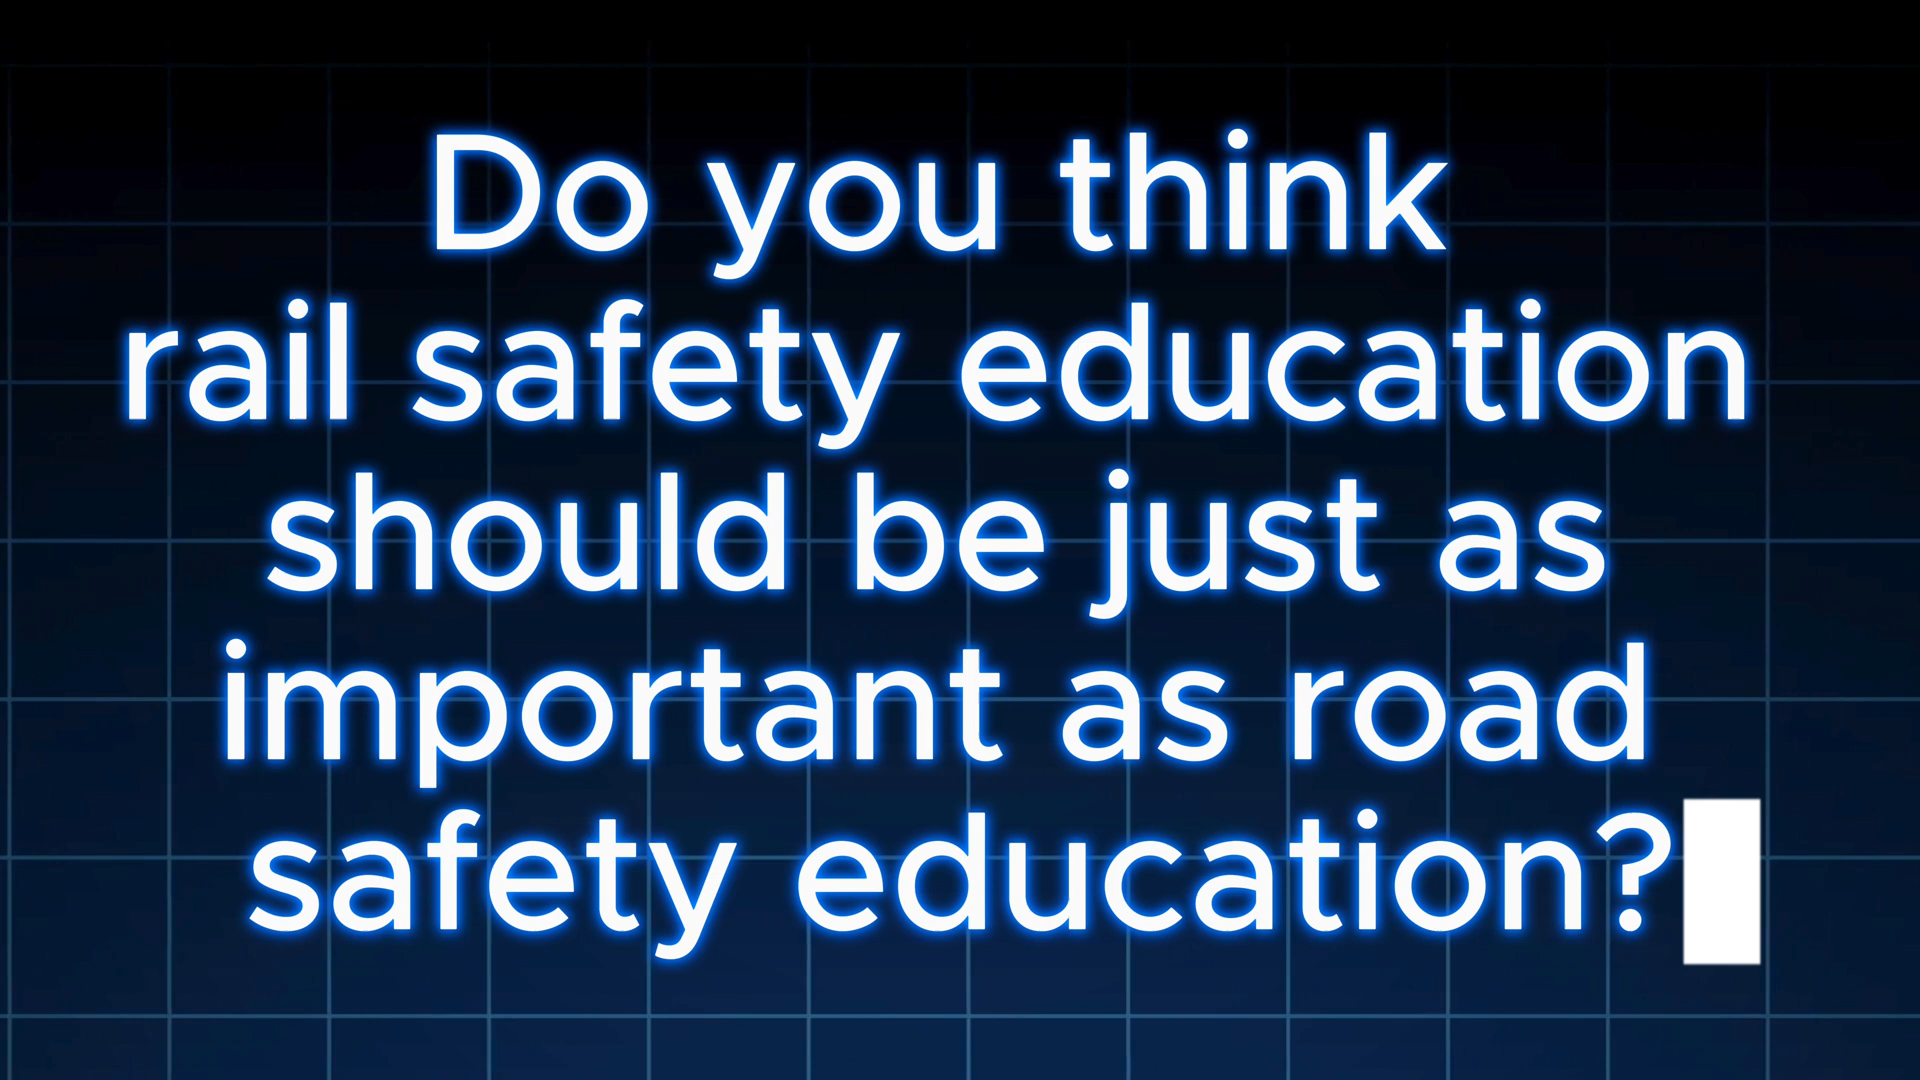 Do you think
rail safety education
should be just as
important as road
safety education?